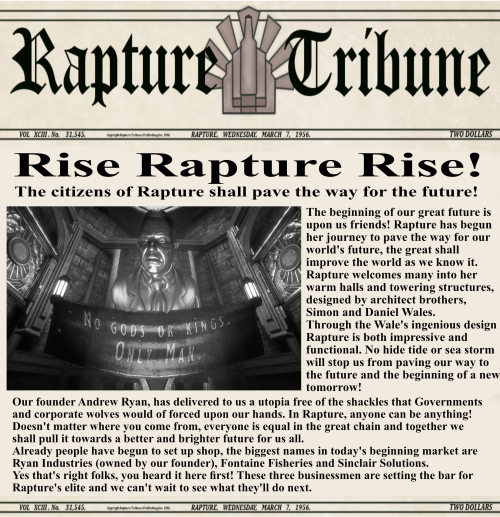 Rapture Tribune
VOL XCIII. No. 31,545. Copyright Rapture Tribune Publishing Inc. 1956. RAPTURE, WEDNESDAY, MARCH 7, 1956. TWO DOLLARS
Rise Rapture Rise!
The citizens of Rapture shall pave the way for the future!
NO GODS OR KINGS.
ONLY MAN.
The beginning of our great future is
upon us friends! Rapture has begun
her journey to pave the way for our
world's future, the great shall
improve the world as we know it.
Rapture welcomes many into her
warm halls and towering structures,
designed by architect brothers,
Simon and Daniel Wales.
Through the Wale's ingenious design
Rapture is both impressive and
functional. No hide tide or sea storm
will stop us from paving our way to
the future and the beginning of a new
tomorrow!
Our founder Andrew Ryan, has delivered to us a utopia free of the shackles that Governments
and corporate wolves would of forced upon our hands. In Rapture, anyone can be anything!
Doesn't matter where you come from, everyone is equal in the great chain and together we
shall pull it towards a better and brighter future for us all.
Already people have begun to set up shop, the biggest names in today's beginning market are
Ryan Industries (owned by our founder), Fontaine Fisheries and Sinclair Solutions.
Yes that's right folks, you heard it here first! These three businessmen are setting the bar for
Rapture's elite and we can't wait to see what they'll do next.
VOL XCIII. No. 31,545. Copyright Rapture Tribune Publishing Inc. 1956. RAPTURE, WEDNESDAY, MARCH 7, 1956. TWO DOLLARS